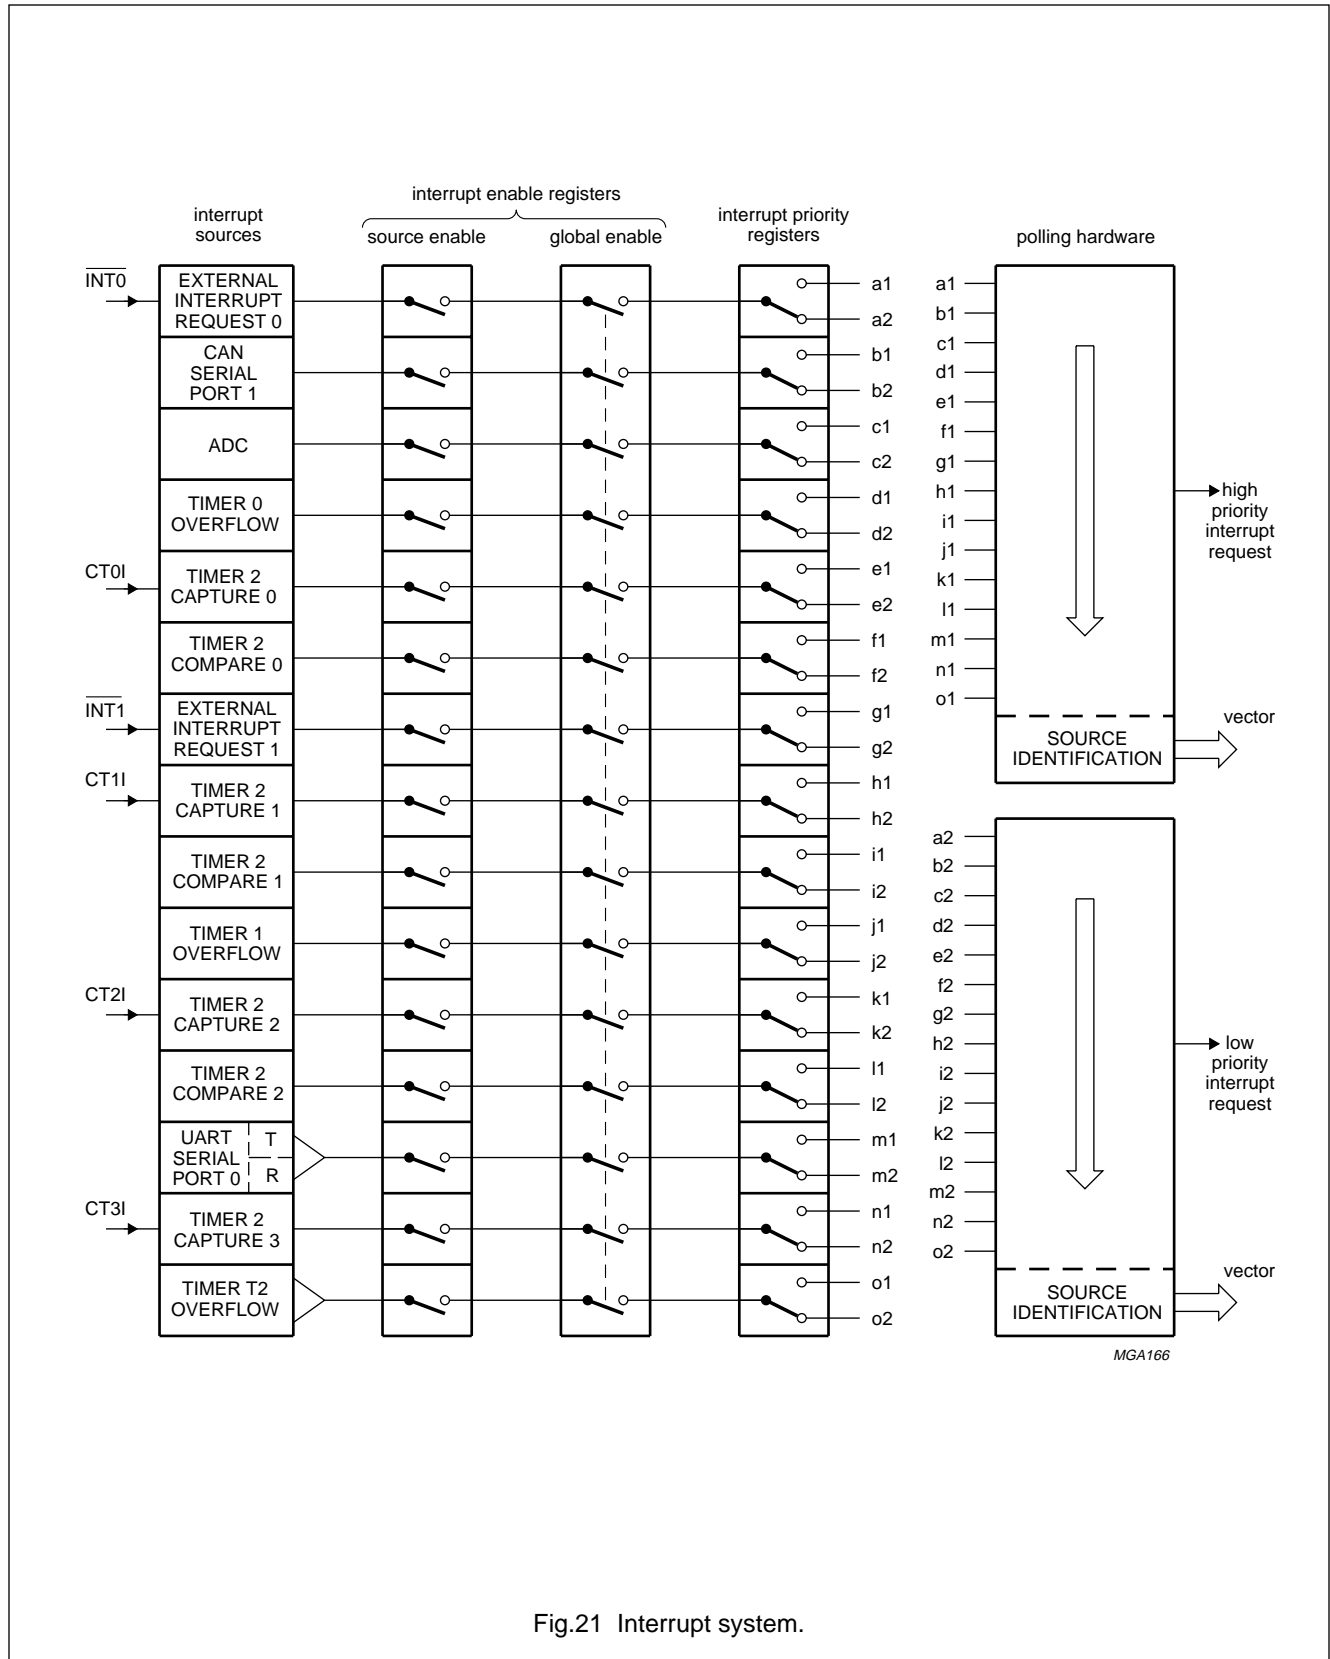 interrupt enable registers
interrupt
sources
source enable
global enable
interrupt priority
registers
polling hardware
INT0
EXTERNAL
INTERRUPT
REQUEST 0
a1
a2
CAN
SERIAL
PORT 1
b1
b2
ADC
c1
c2
TIMER 0
OVERFLOW
d1
d2
CT0I
TIMER 2
CAPTURE 0
e1
e2
TIMER 2
COMPARE 0
f1
f2
INT1
EXTERNAL
INTERRUPT
REQUEST 1
g1
g2
CT1I
TIMER 2
CAPTURE 1
h1
h2
TIMER 2
COMPARE 1
i1
i2
TIMER 1
OVERFLOW
j1
j2
CT2I
TIMER 2
CAPTURE 2
k1
k2
TIMER 2
COMPARE 2
l1
l2
UART
SERIAL
PORT 0
T
R
m1
m2
CT3I
TIMER 2
CAPTURE 3
n1
n2
TIMER T2
OVERFLOW
o1
o2
a1
b1
c1
d1
e1
f1
g1
h1
i1
j1
k1
l1
m1
n1
o1
high
priority
interrupt
request
SOURCE
IDENTIFICATION
vector
a2
b2
c2
d2
e2
f2
g2
h2
i2
j2
k2
l2
m2
n2
o2
low
priority
interrupt
request
SOURCE
IDENTIFICATION
vector
MGA166
Fig.21 Interrupt system.